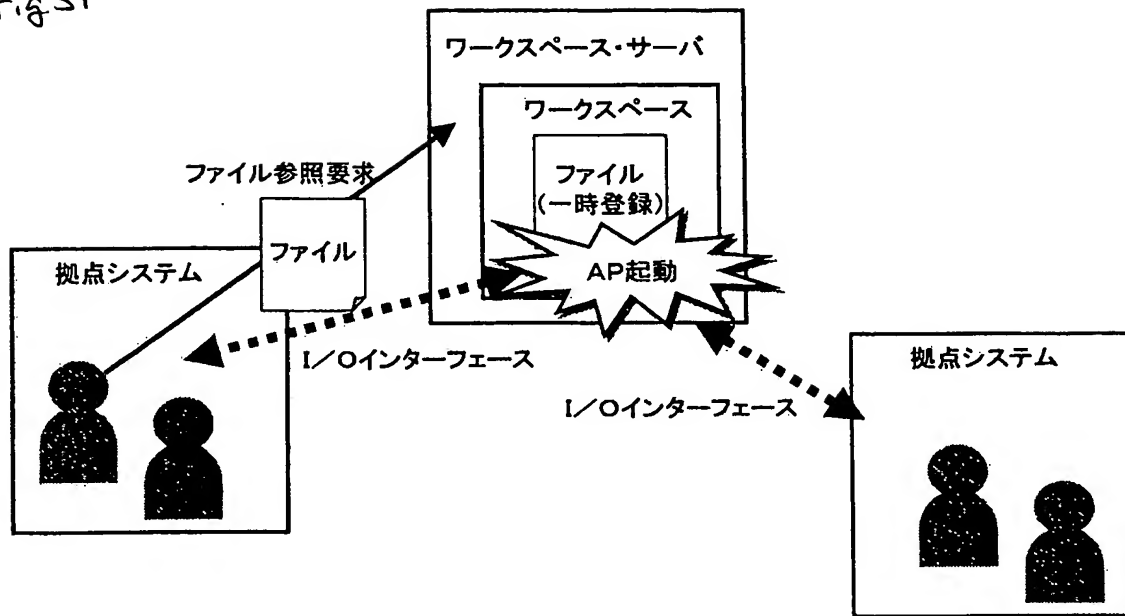 Fig 31
ワークスペース・サーバ
ワークスペース
ファイル参照要求
ファイル
(一時登録)
ファイル
拠点システム
AP起動
I/Oインターフェース
拠点システム
I/Oインターフェース